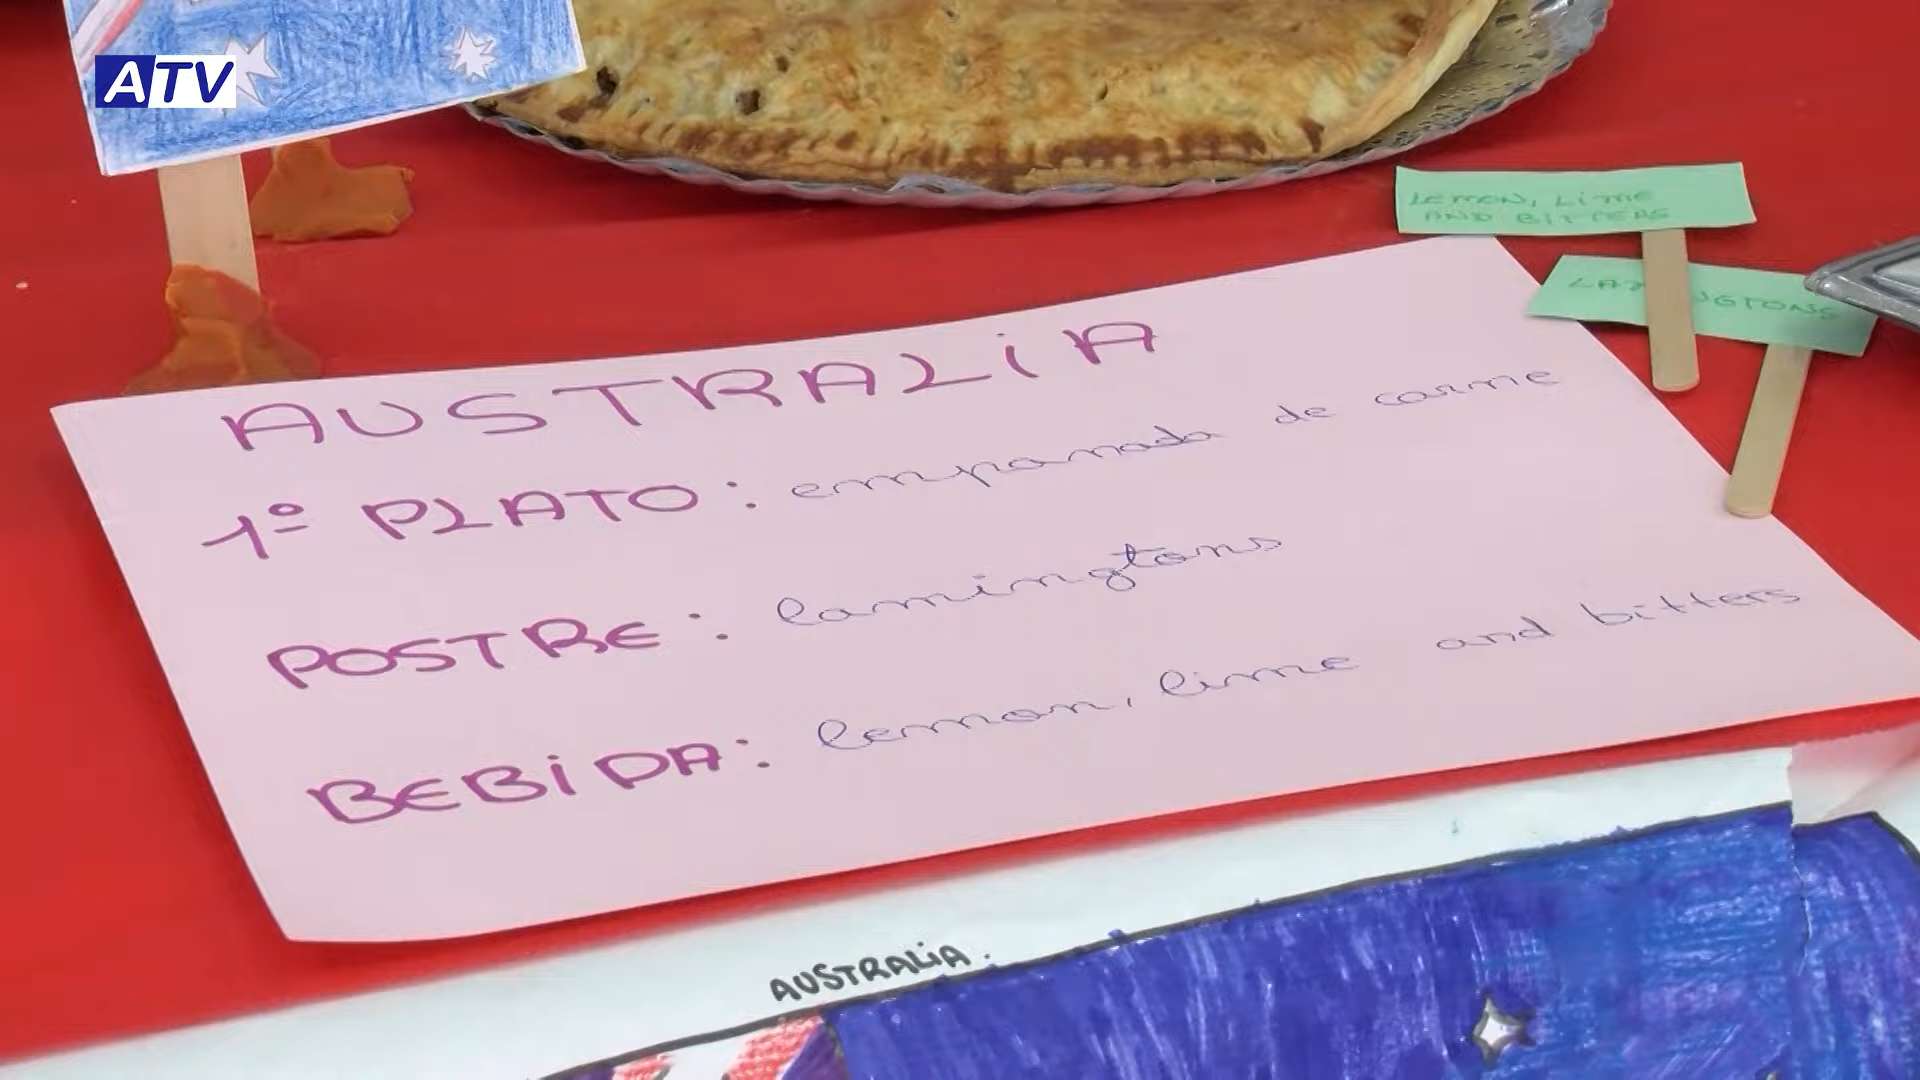 ATV
LEMON, LIME
AND BITTERS
AUSTRALIA
1º PLATO: empanada de carne
POSTRE: lamingtons
BEBIDA: lemon, lime and bitters
AUSTRALIA.